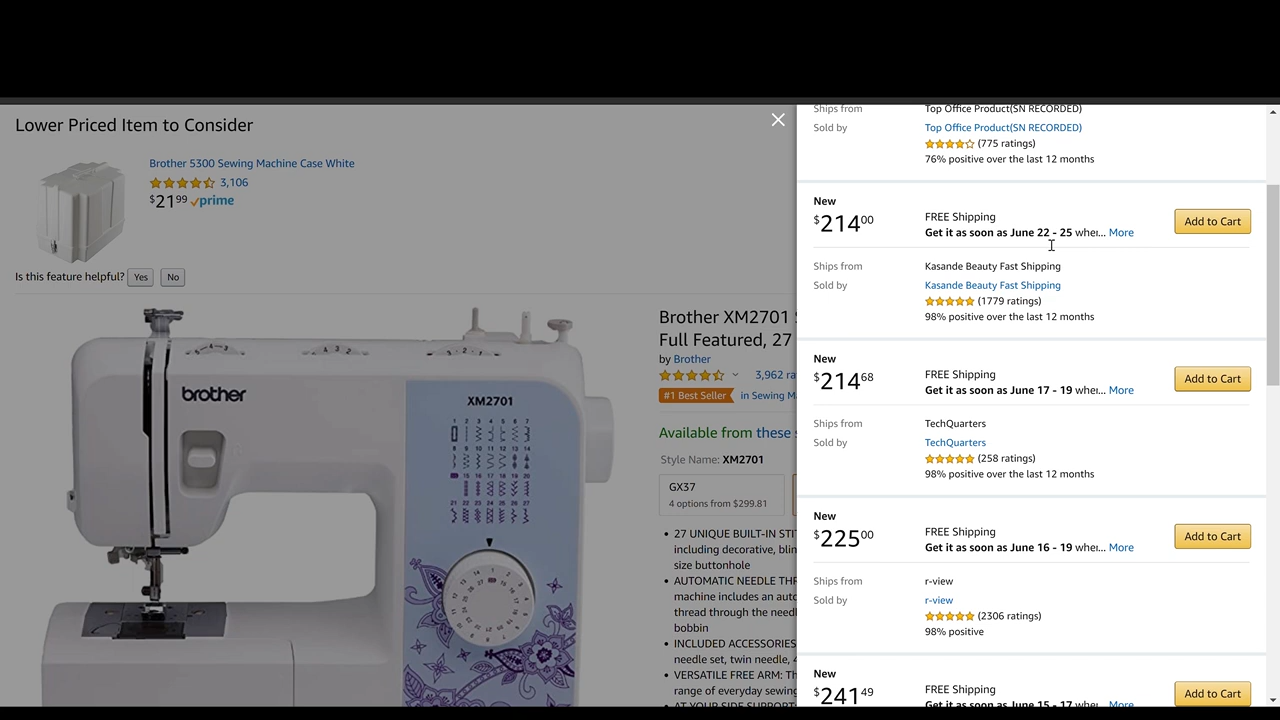 Lower Priced Item to Consider
Brother 5300 Sewing Machine Case White
3,106
$21.99 prime
Is this feature helpful? Yes No
brother
XM2701
Brother XM2701
Full Featured, 27
by Brother
3,962 ra
#1 Best Seller in Sewing M
Available from these s
Style Name: XM2701
GX37
4 options from $299.81
27 UNIQUE BUILT-IN STI
including decorative, blin
size buttonhole
AUTOMATIC NEEDLE THR
machine includes an auto
thread through the needl
bobbin
INCLUDED ACCESSORIES
needle set, twin needle, 4
VERSATILE FREE ARM: Th
range of everyday sewing
AT YOUR SIDE SUPPORT
Ships from Top Office Product(SN RECORDED)
Sold by Top Office Product(SN RECORDED)
(775 ratings)
76% positive over the last 12 months
New
$214.00 FREE Shipping Add to Cart
Get it as soon as June 22 - 25 whe... More
Ships from Kasande Beauty Fast Shipping
Sold by Kasande Beauty Fast Shipping
(1779 ratings)
98% positive over the last 12 months
New
$214.68 FREE Shipping Add to Cart
Get it as soon as June 17 - 19 whe... More
Ships from TechQuarters
Sold by TechQuarters
(258 ratings)
98% positive over the last 12 months
New
$225.00 FREE Shipping Add to Cart
Get it as soon as June 16 - 19 whe... More
Ships from r-view
Sold by r-view
(2306 ratings)
98% positive
New
$241.49 FREE Shipping Add to Cart
Get it as soon as June 15 - 17 whe... More